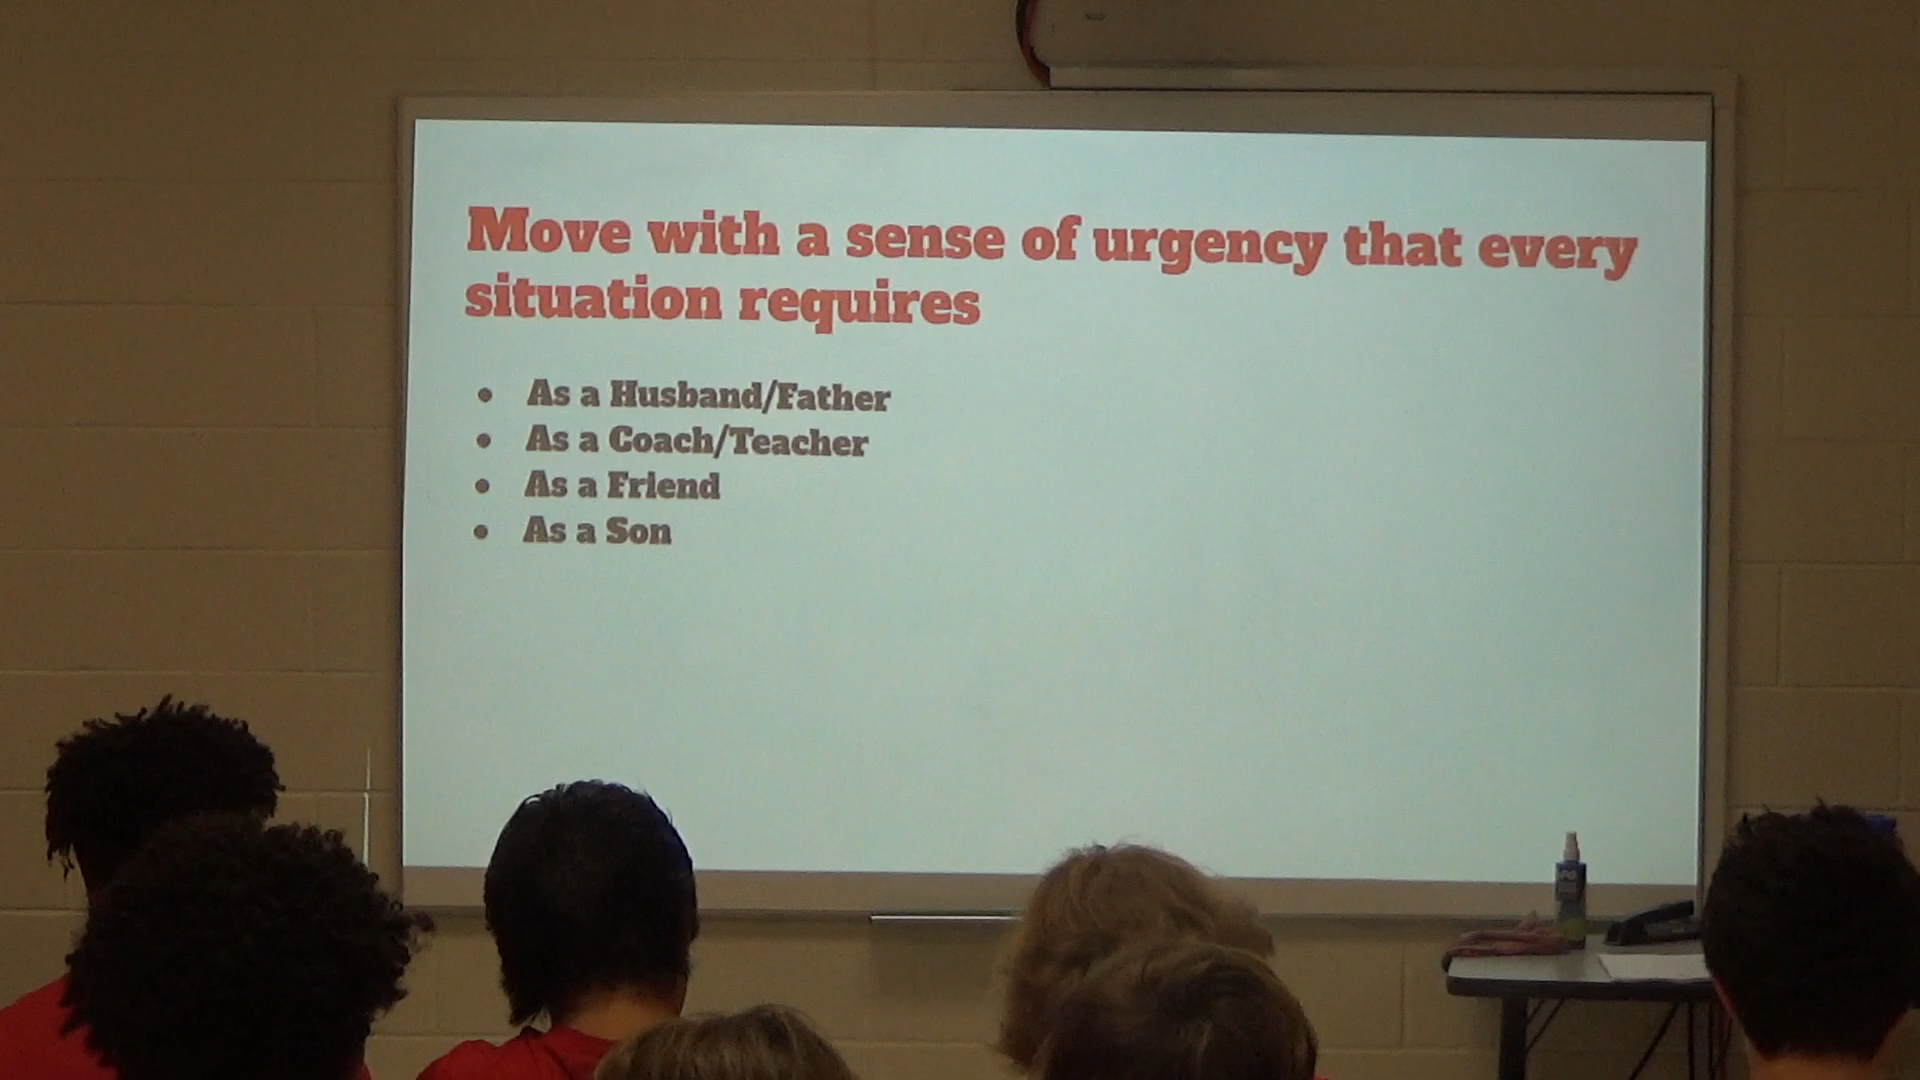 Move with a sense of urgency that every
situation requires
● As a Husband/Father
● As a Coach/Teacher
● As a Friend
● As a Son